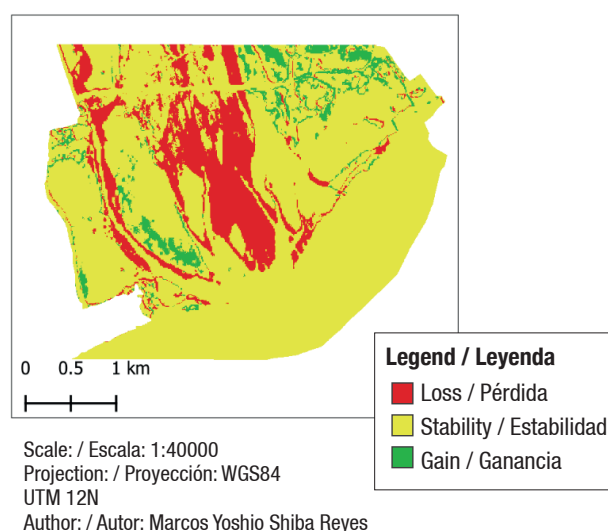 0 0.5 1 km
Legend / Leyenda
Loss / Pérdida
Stability / Estabilidad
Gain / Ganancia
Scale: / Escala: 1:40000
Projection: / Proyección: WGS84
UTM 12N
Author: / Autor: Marcos Yoshio Shiba Reyes